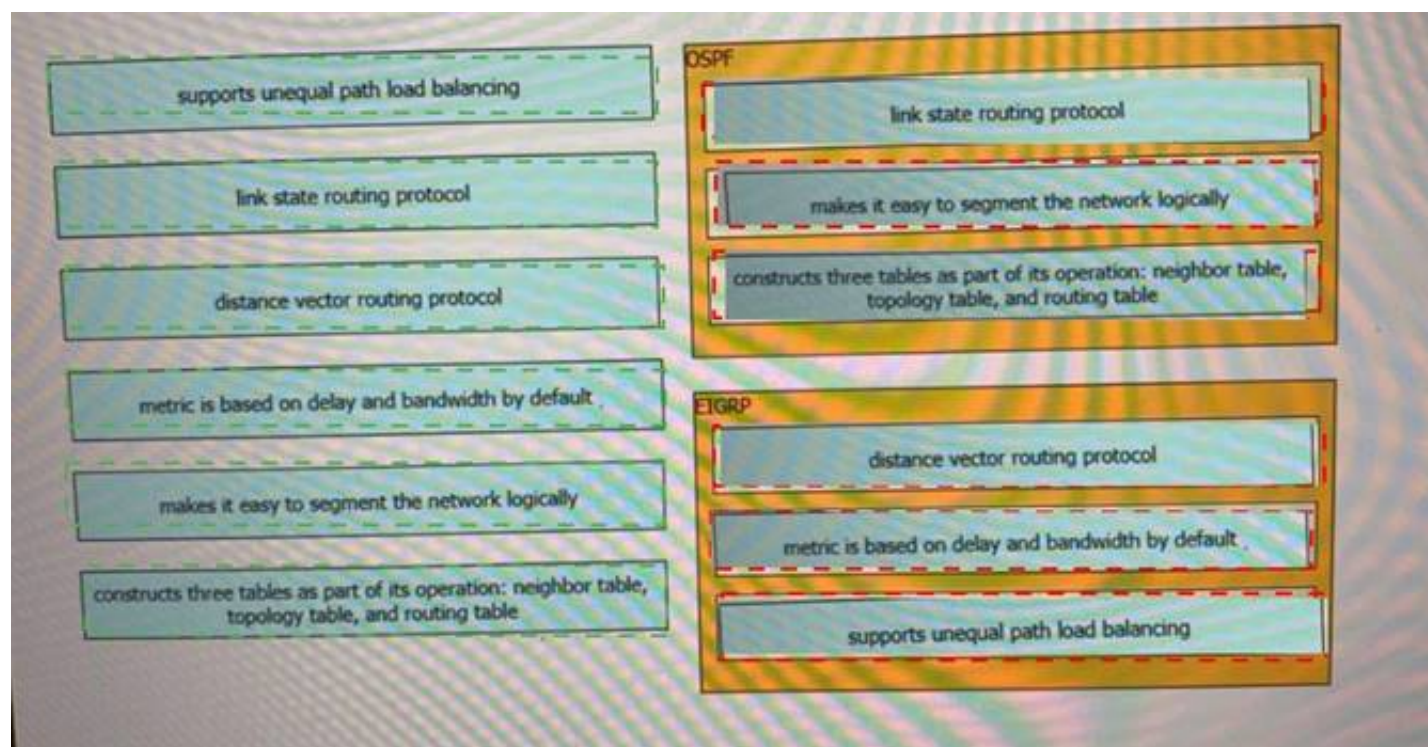 supports unequal path load balancing
link state routing protocol
distance vector routing protocol
metric is based on delay and bandwidth by default
makes it easy to segment the network logically
constructs three tables as part of its operation: neighbor table,
topology table, and routing table
OSPF
link state routing protocol
makes it easy to segment the network logically
constructs three tables as part of its operation: neighbor table,
topology table, and routing table
EIGRP
distance vector routing protocol
metric is based on delay and bandwidth by default
supports unequal path load balancing